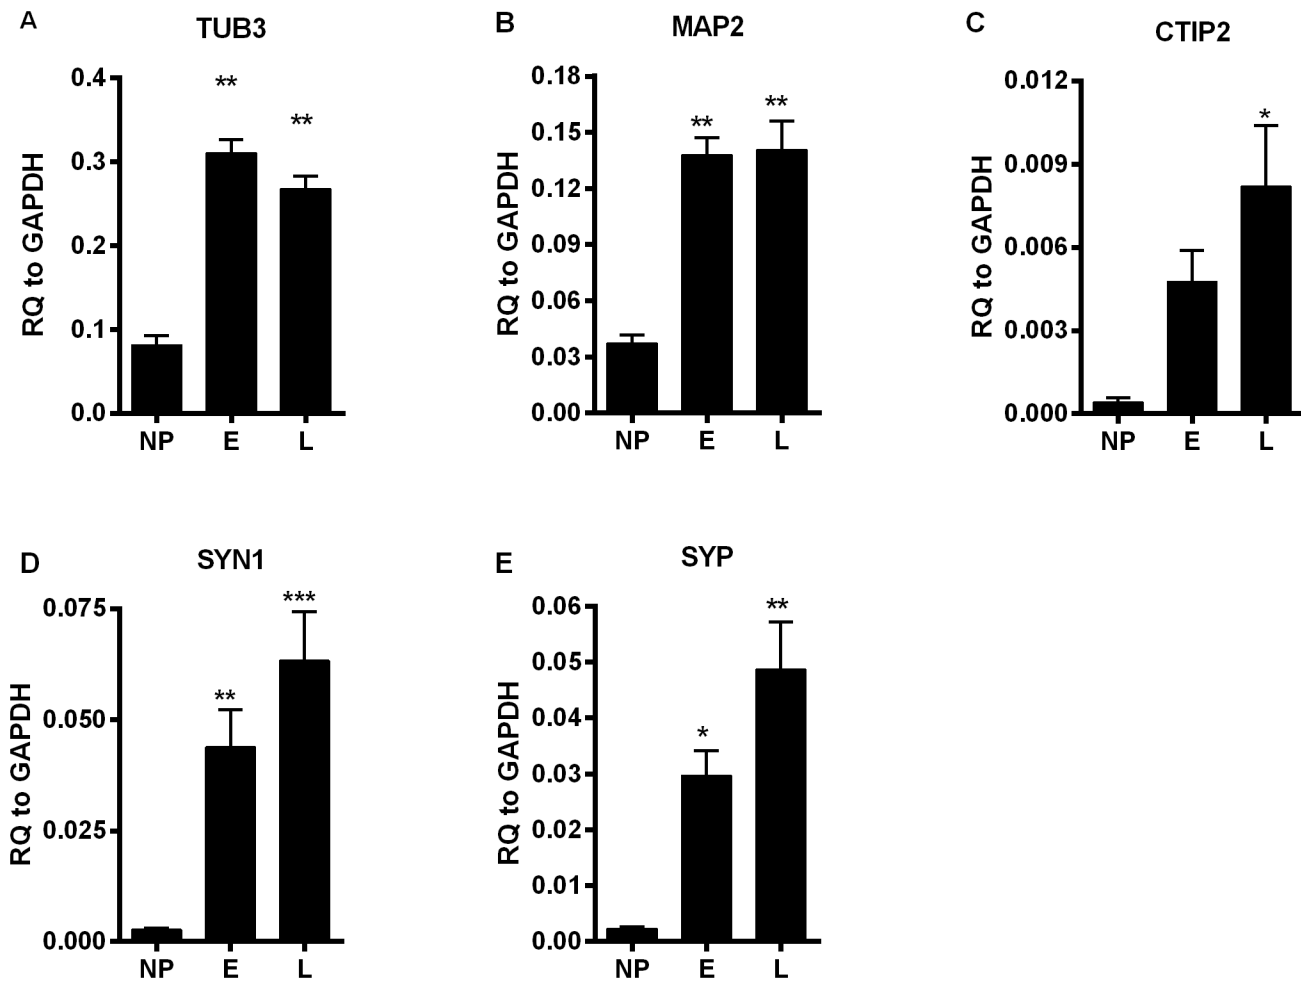 A
TUB3
RQ to GAPDH
0.4
**
**
0.3
0.2
0.1
0.0
NP E L
B
MAP2
RQ to GAPDH
0.18
**
**
0.15
0.12
0.09
0.06
0.03
0.00
NP E L
C
CTIP2
RQ to GAPDH
0.012
*
0.009
0.006
0.003
0.000
NP E L
D
SYN1
RQ to GAPDH
0.075
***
**
0.050
0.025
0.000
NP E L
E
SYP
RQ to GAPDH
0.06
**
0.05
0.04
*
0.03
0.02
0.01
0.00
NP E L